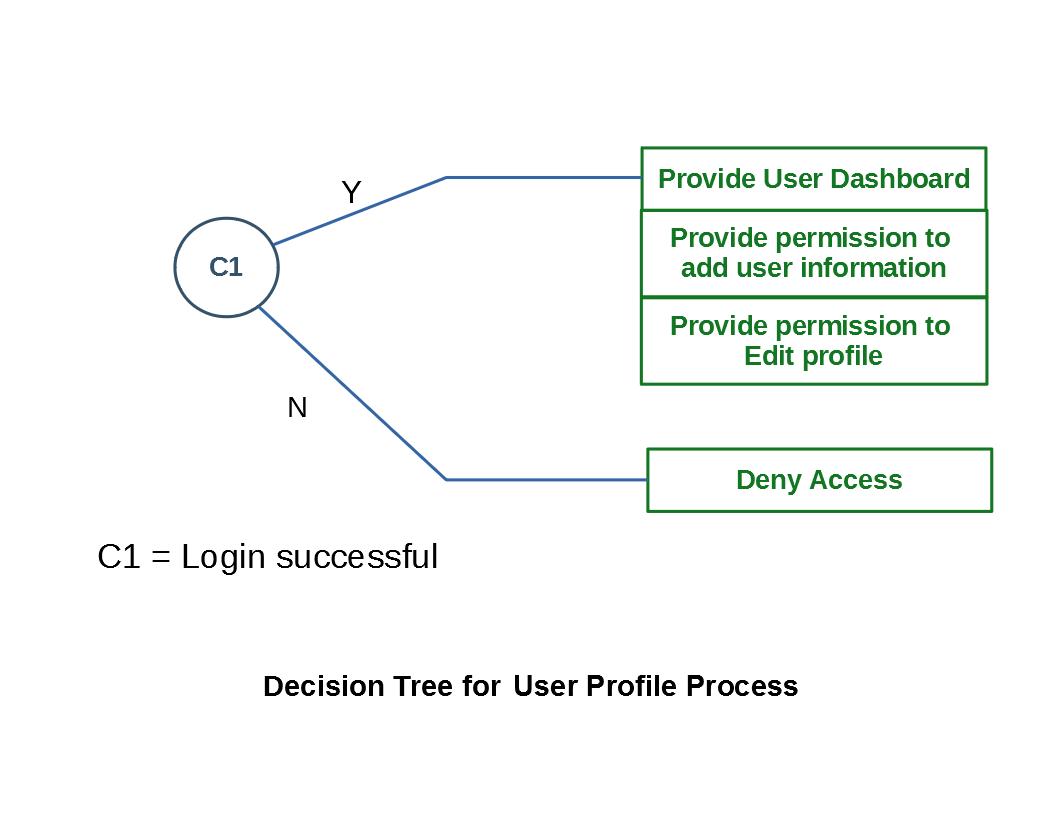 Y
Provide User Dashboard
Provide permission to
add user information
C1
Provide permission to
Edit profile
N
Deny Access
C1 = Login successful
Decision Tree for User Profile Process